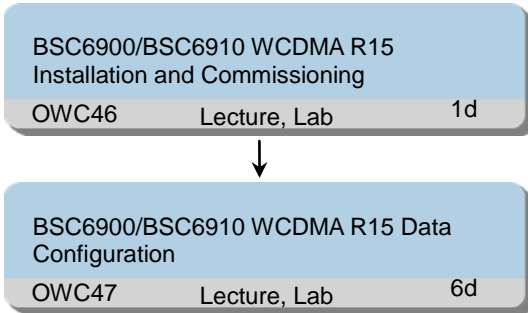 BSC6900/BSC6910 WCDMA R15
Installation and Commissioning
OWC46 Lecture, Lab 1d
BSC6900/BSC6910 WCDMA R15 Data
Configuration
OWC47 Lecture, Lab 6d